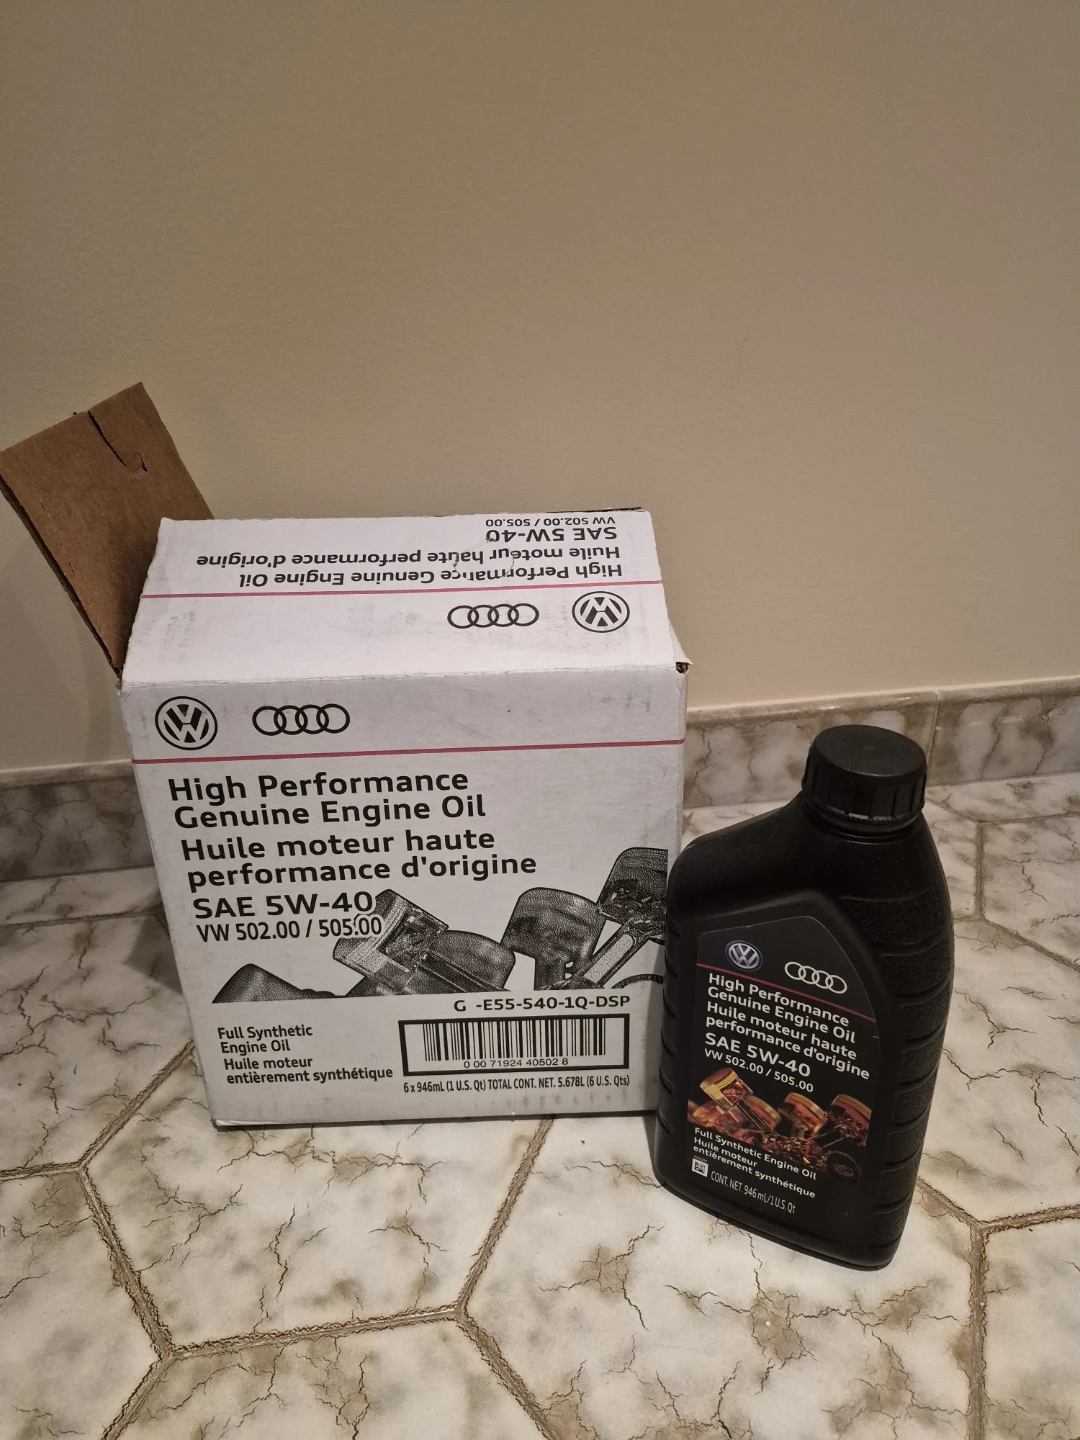 High Performance Genuine Engine Oil
Huile moteur haute performance d'origine
SAE 5W-40
VW 502.00 / 505.00
High Performance
Genuine Engine Oil
Huile moteur haute
performance d'origine
SAE 5W-40
VW 502.00 / 505.00
G -E55-540-1Q-DSP
Full Synthetic
Engine Oil
Huile moteur
entièrement synthétique
0 00 71924 40502 8
6 x 946mL (1 U.S. Qt) TOTAL CONT. NET. 5.678L (6 U.S. Qts)
High Performance
Genuine Engine Oil
Huile moteur haute
performance d'origine
SAE 5W-40
VW 502.00 / 505.00
Full Synthetic Engine Oil
Huile moteur
entièrement synthétique
CONT. NET. 946 mL/1 U.S. Qt